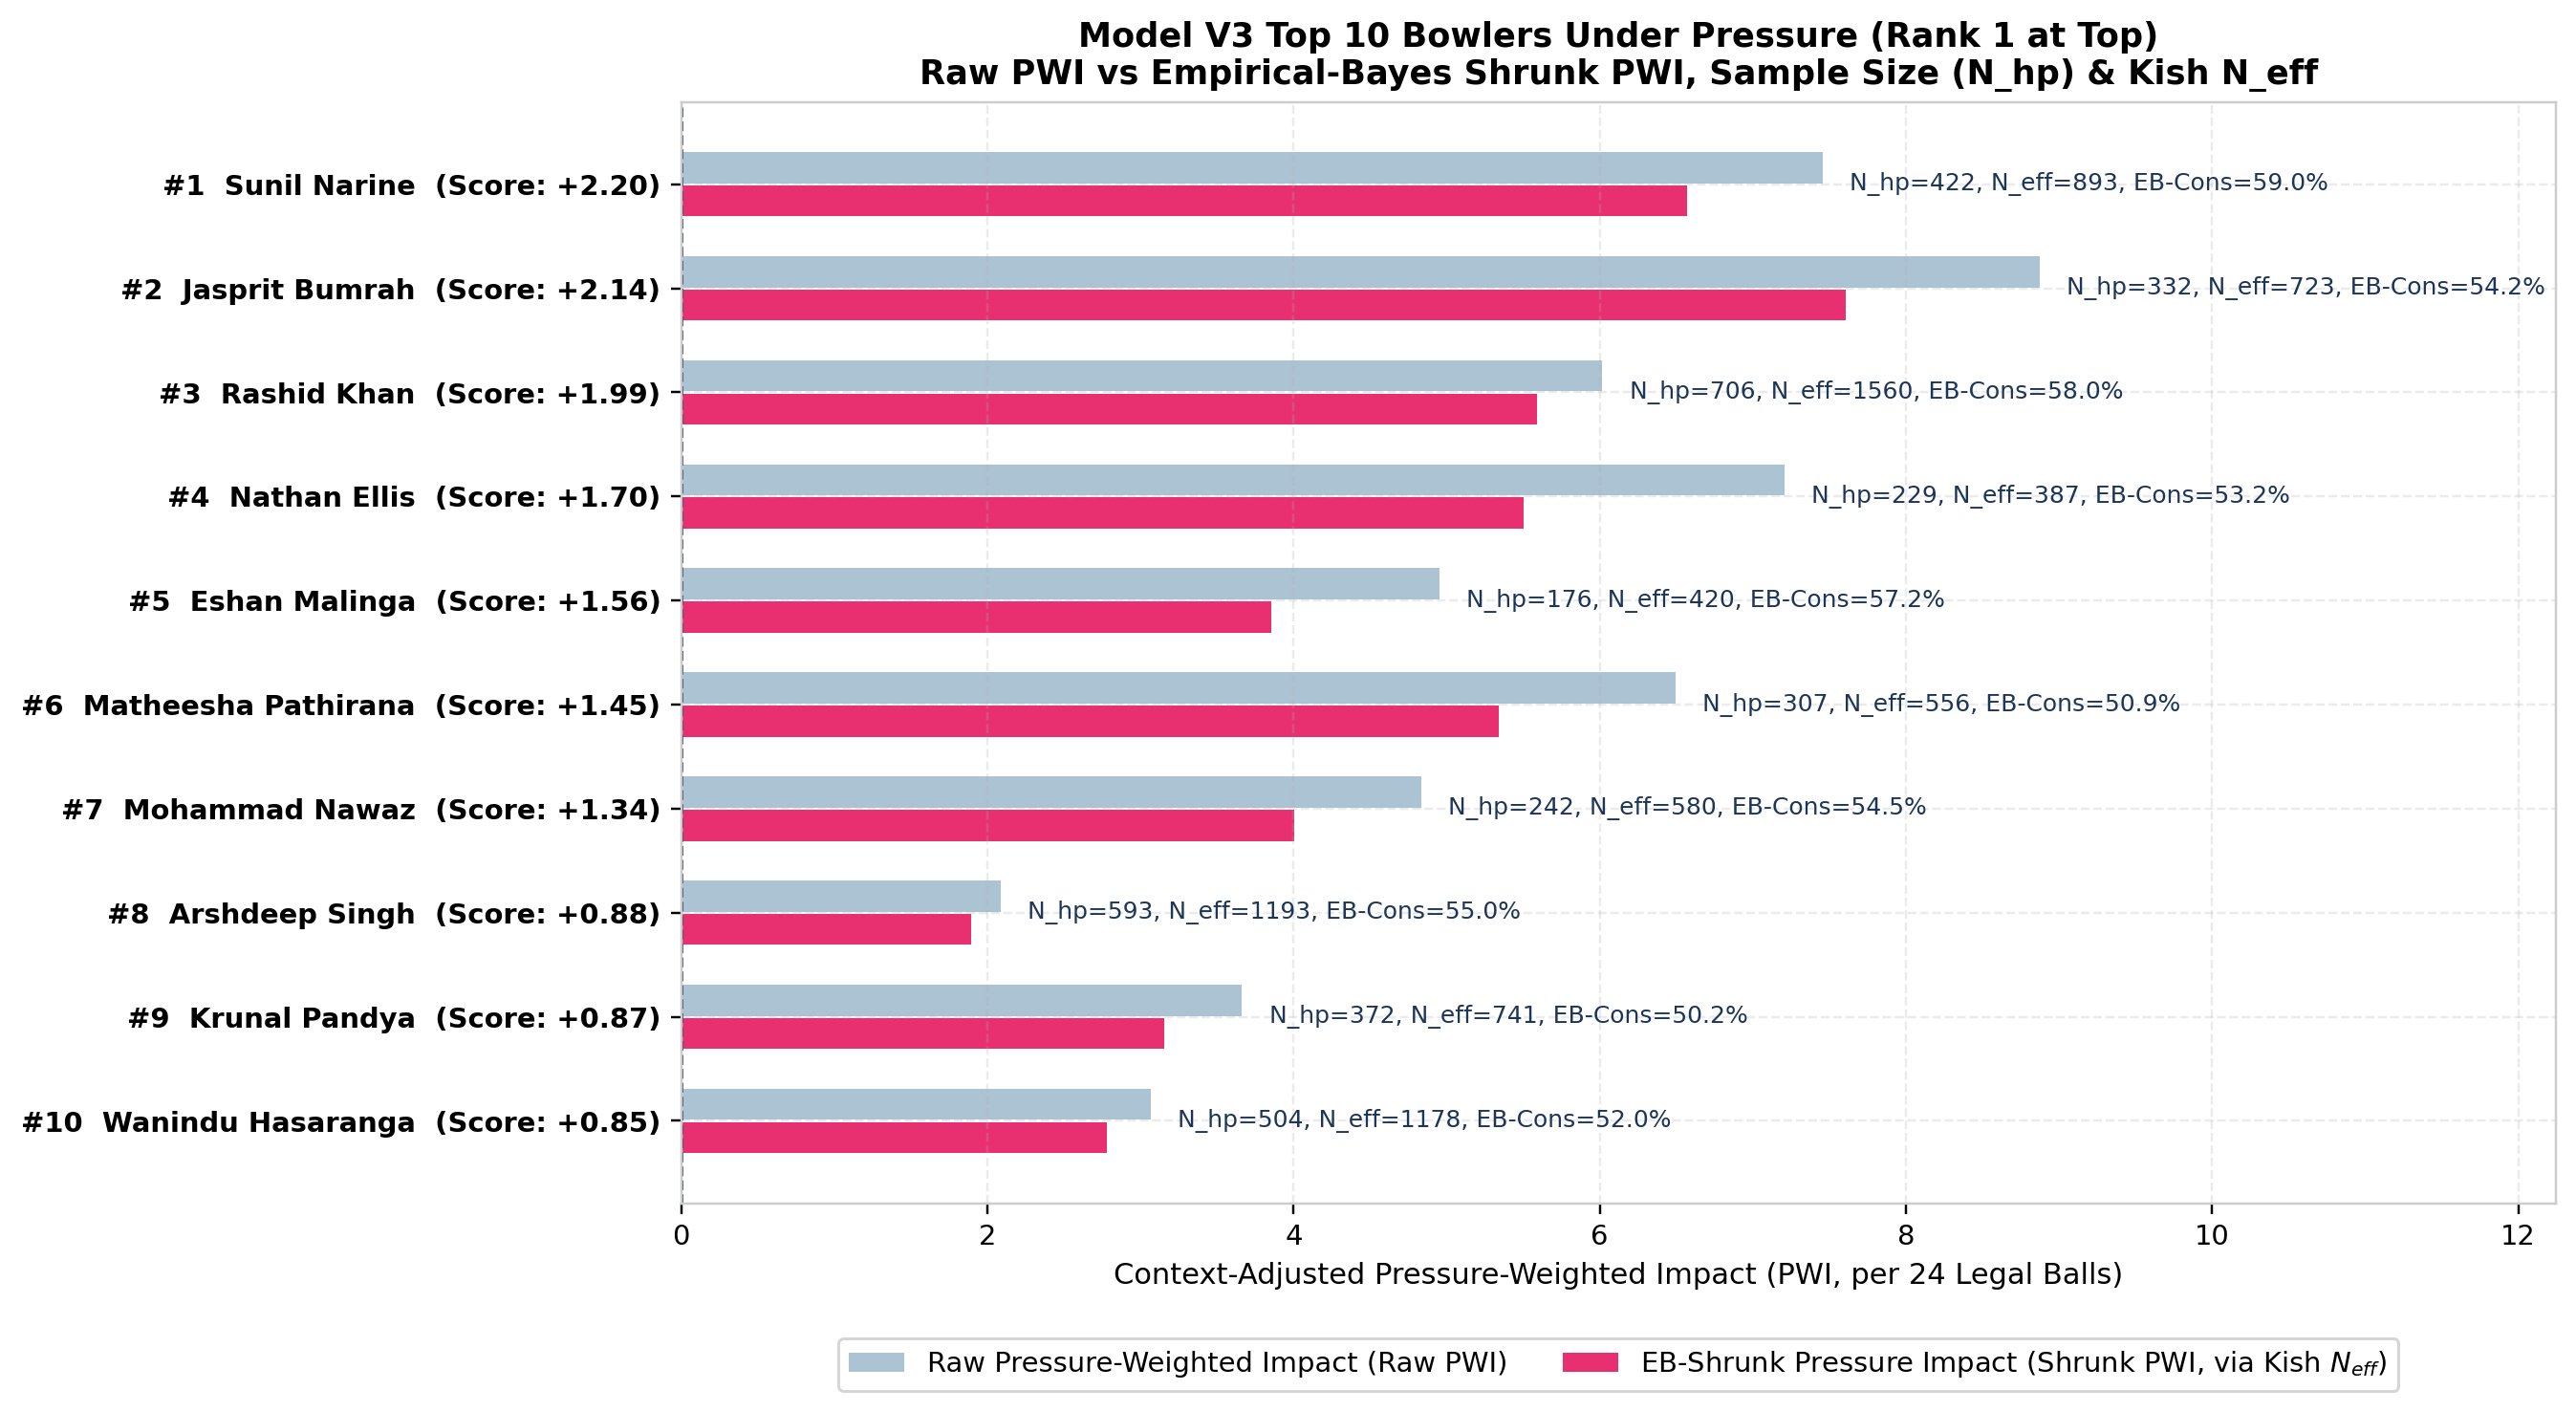 Model V3 Top 10 Bowlers Under Pressure (Rank 1 at Top)
Raw PWI vs Empirical-Bayes Shrunk PWI, Sample Size (N_hp) & Kish N_eff
#1 Sunil Narine (Score: +2.20)
N_hp=422, N_eff=893, EB-Cons=59.0%
#2 Jasprit Bumrah (Score: +2.14)
N_hp=332, N_eff=723, EB-Cons=54.2%
#3 Rashid Khan (Score: +1.99)
N_hp=706, N_eff=1560, EB-Cons=58.0%
#4 Nathan Ellis (Score: +1.70)
N_hp=229, N_eff=387, EB-Cons=53.2%
#5 Eshan Malinga (Score: +1.56)
N_hp=176, N_eff=420, EB-Cons=57.2%
#6 Matheesha Pathirana (Score: +1.45)
N_hp=307, N_eff=556, EB-Cons=50.9%
#7 Mohammad Nawaz (Score: +1.34)
N_hp=242, N_eff=580, EB-Cons=54.5%
#8 Arshdeep Singh (Score: +0.88)
N_hp=593, N_eff=1193, EB-Cons=55.0%
#9 Krunal Pandya (Score: +0.87)
N_hp=372, N_eff=741, EB-Cons=50.2%
#10 Wanindu Hasaranga (Score: +0.85)
N_hp=504, N_eff=1178, EB-Cons=52.0%
0 2 4 6 8 10 12
Context-Adjusted Pressure-Weighted Impact (PWI, per 24 Legal Balls)
Raw Pressure-Weighted Impact (Raw PWI)
EB-Shrunk Pressure Impact (Shrunk PWI, via Kish N_eff)